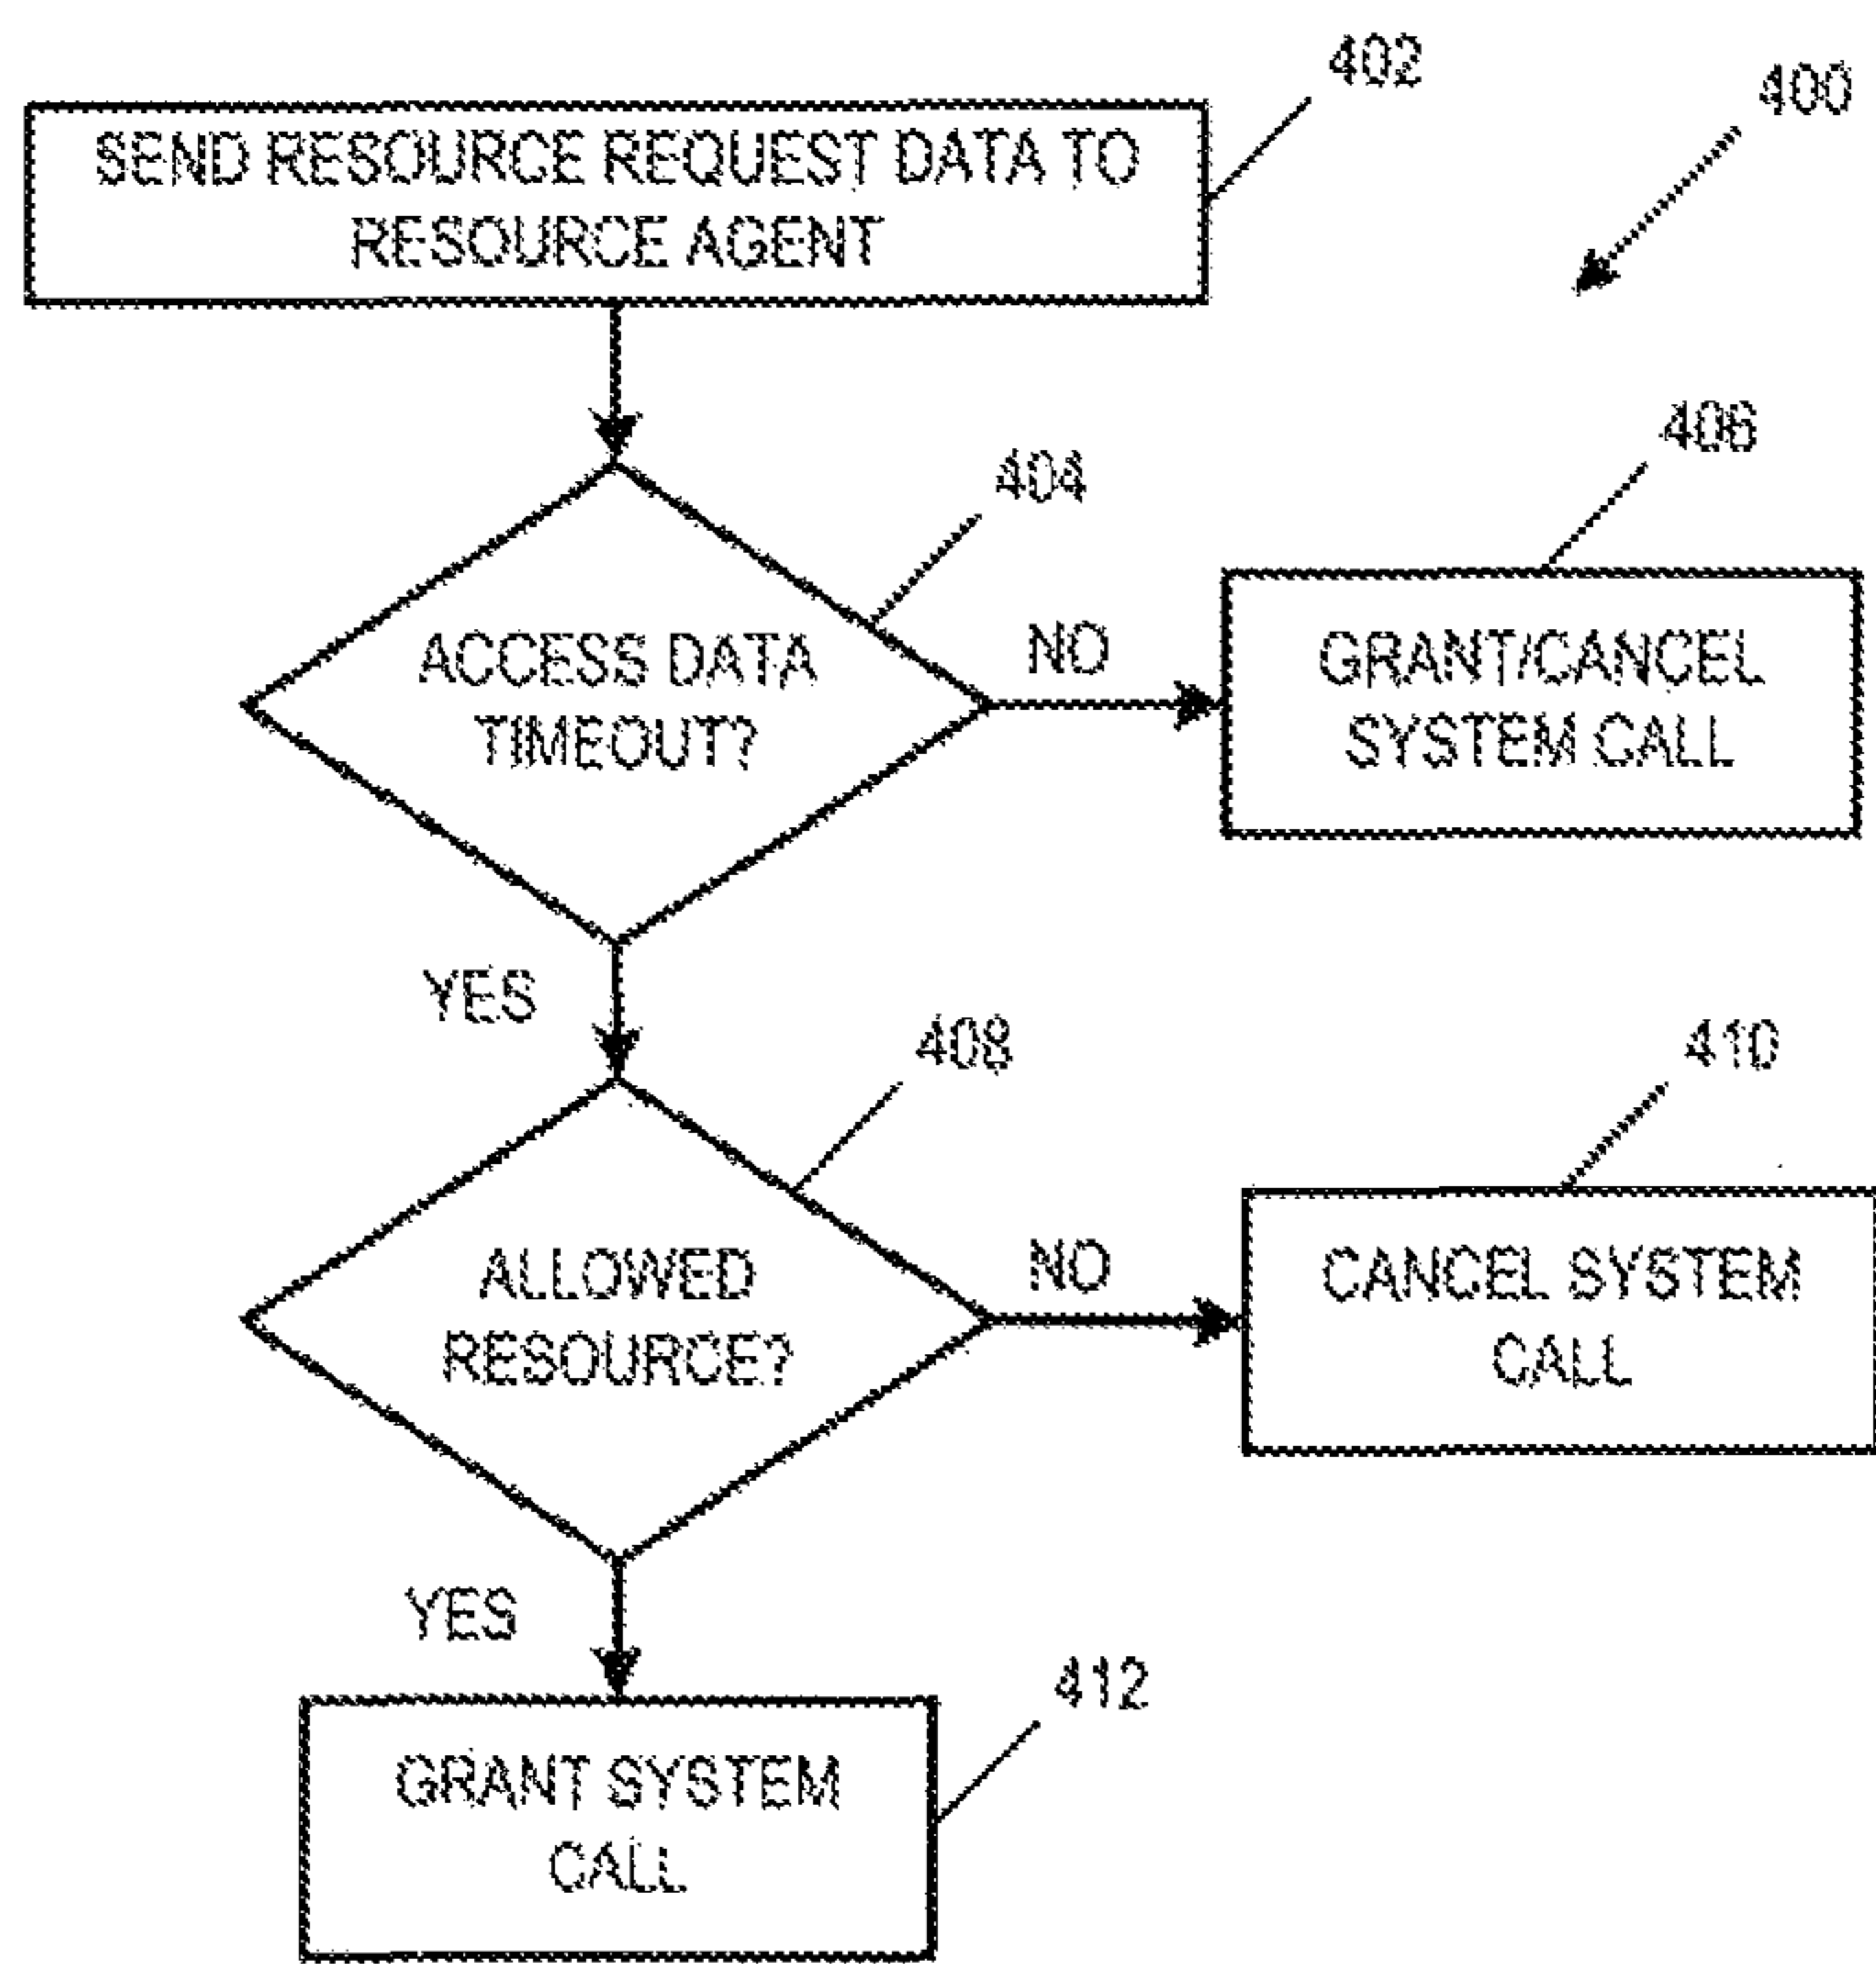 402
400
SEND RESOURCE REQUEST DATA TO
RESOURCE AGENT
406
404
NO
ACCESS DATA
TIMEOUT?
GRANT/CANCEL
SYSTEM CALL
YES
408
410
NO
ALLOWED
RESOURCE?
CANCEL SYSTEM
CALL
YES
412
GRANT SYSTEM
CALL